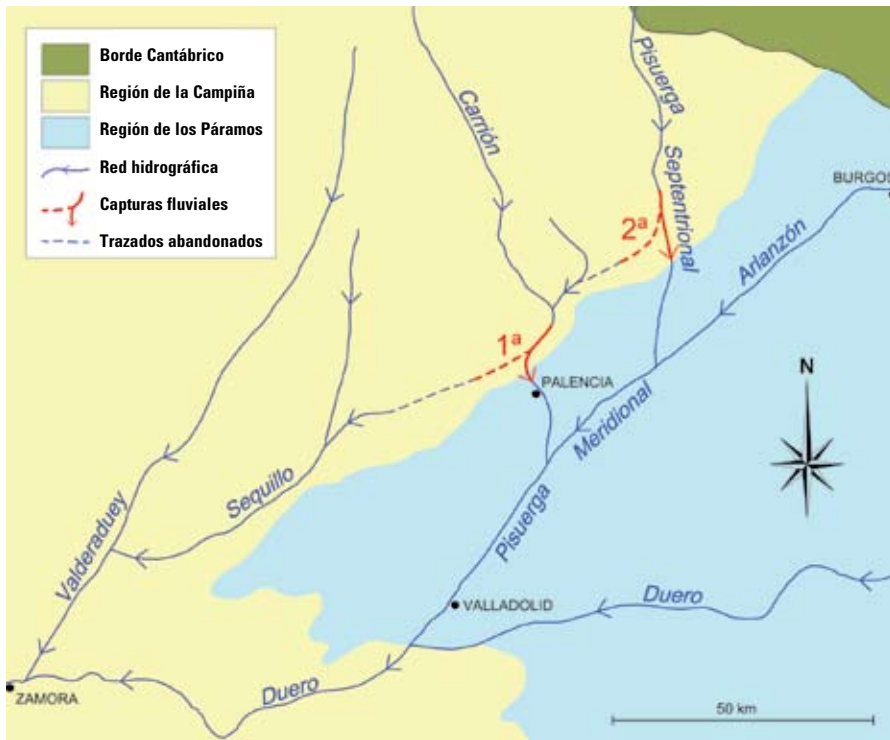 Borde Cantábrico
Región de la Campiña
Región de los Páramos
Red hidrográfica
Capturas fluviales
Trazados abandonados
Pisuerga
Septentrional
Carrión
BURGOS
Arlanzón
2ª
1ª
PALENCIA
N
Meridional
Sequillo
Pisuerga
Valderaduey
VALLADOLID
Duero
Duero
ZAMORA
50 km